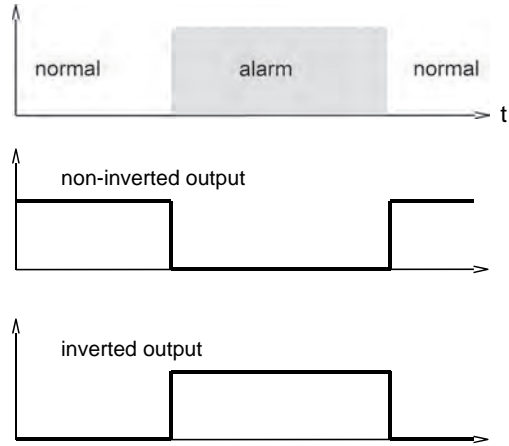 normal alarm normal
t
non-inverted output
inverted output